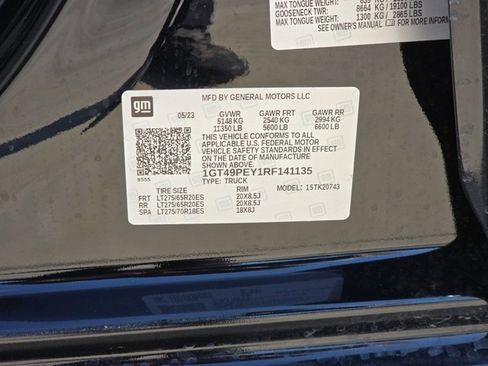 MAX TONGUE WEIGHT:
GOOSENECK TWR: 8664 KG / 19100 LBS
MAX TONGUE WEIGHT: 1300 KG / 2865 LBS
SEE OWNER'S MANUAL FOR MORE INFORMATION
gm
MFD BY GENERAL MOTORS LLC
05/23 GVWR GAWR FRT GAWR RR
5148 KG 2540 KG 2994 KG
11350 LB 5600 LB 6600 LB
THIS VEHICLE CONFORMS TO ALL
APPLICABLE U.S. FEDERAL MOTOR
VEHICLE SAFETY STANDARDS IN EFFECT ON
THE DATE OF MANUFACTURE SHOWN ABOVE.
1GT49PEY1RF141135
TYPE: TRUCK
TIRE SIZE RIM MODEL: 1STK20743
FRT LT275/65R20ES 20X8.5J
RR LT275/65R20ES 20X8.5J
SPA LT275/70R18ES 18X8J